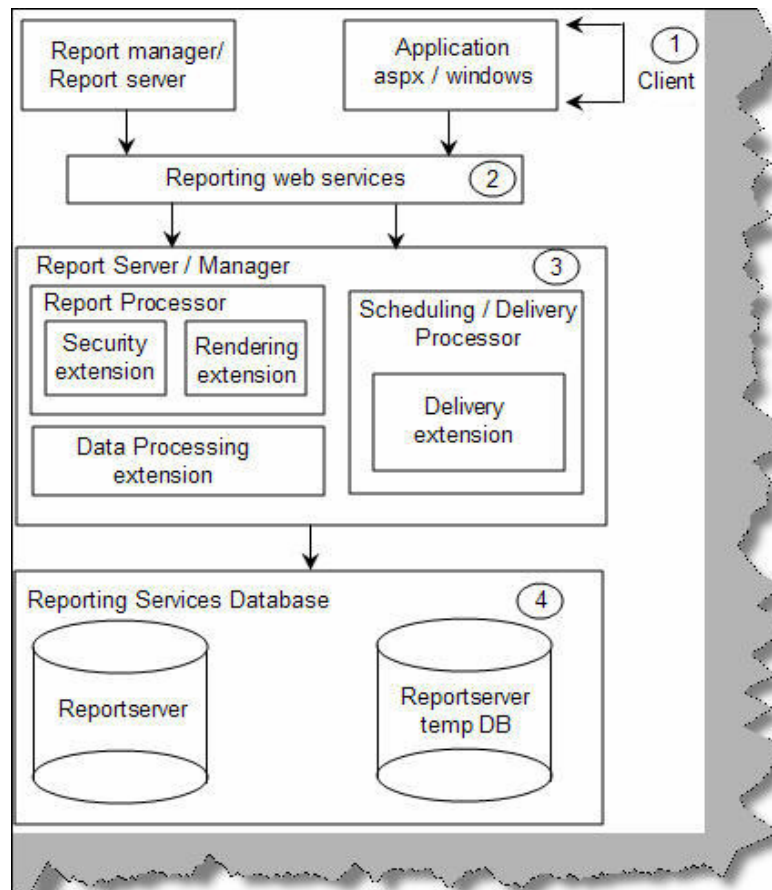 Report manager/
Report server
Application
aspx / windows
1
Client
Reporting web services
2
Report Server / Manager
3
Report Processor
Security
extension
Rendering
extension
Scheduling / Delivery
Processor
Delivery
extension
Data Processing
extension
Reporting Services Database
4
Reportserver
Reportserver
temp DB